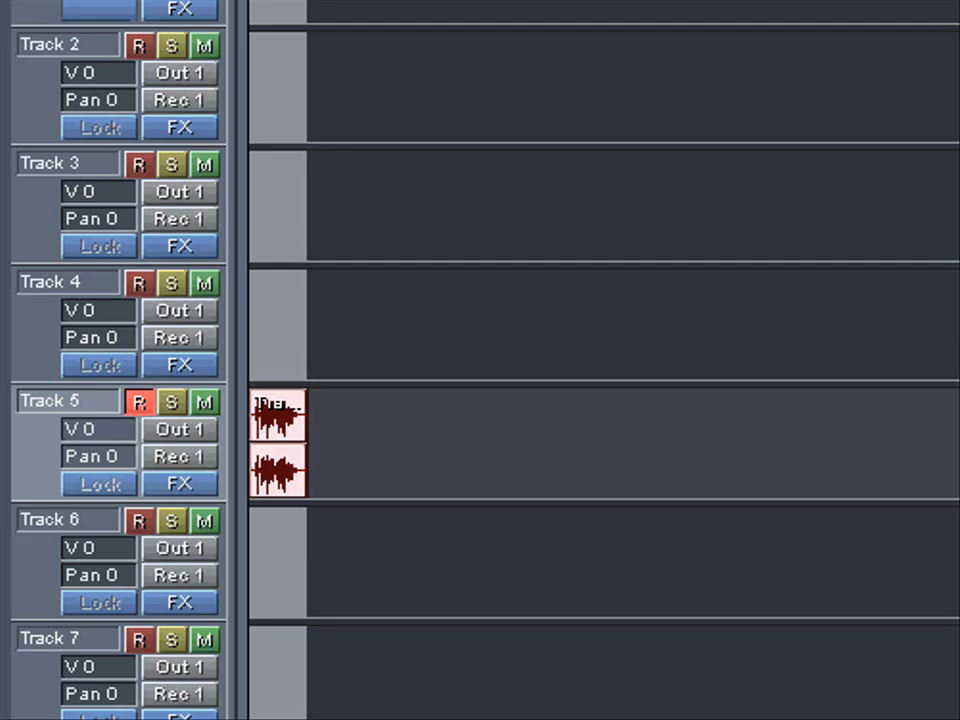 FX
Track 2 R S M
V 0 Out 1
Pan 0 Rec 1
Lock FX
Track 3 R S M
V 0 Out 1
Pan 0 Rec 1
Lock FX
Track 4 R S M
V 0 Out 1
Pan 0 Rec 1
Lock FX
Track 5 R S M
V 0 Out 1
Pan 0 Rec 1
Lock FX
Track 6 R S M
V 0 Out 1
Pan 0 Rec 1
Lock FX
Track 7 R S M
V 0 Out 1
Pan 0 Rec 1